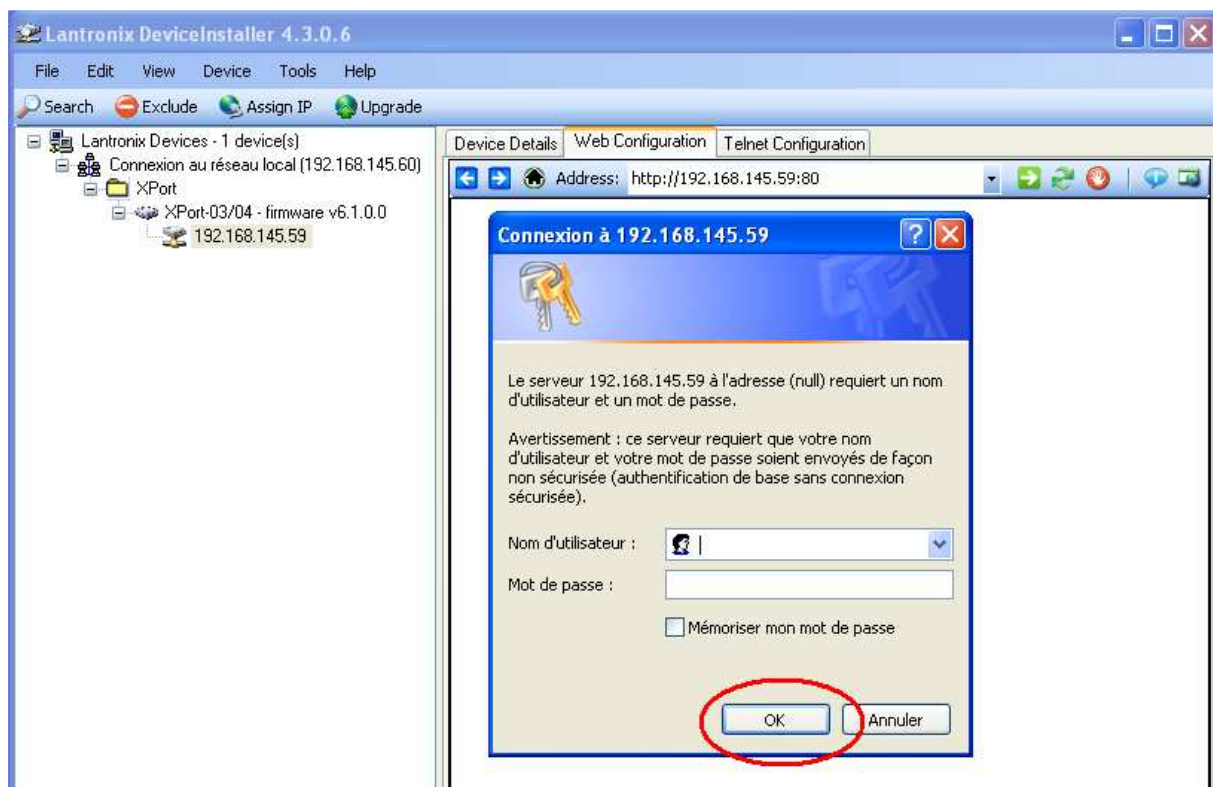 Lantronix DeviceInstaller 4.3.0.6
File Edit View Device Tools Help
Search Exclude Assign IP Upgrade
Lantronix Devices - 1 device(s)
Connexion au réseau local (192.168.145.60)
XPort
XPort-03/04 - firmware v6.1.0.0
192.168.145.59
Device Details Web Configuration Telnet Configuration
Address: http://192.168.145.59:80
Connexion à 192.168.145.59
Le serveur 192.168.145.59 à l'adresse (null) requiert un nom
d'utilisateur et un mot de passe.
Avertissement : ce serveur requiert que votre nom
d'utilisateur et votre mot de passe soient envoyés de façon
non sécurisée (authentification de base sans connexion
sécurisée).
Nom d'utilisateur :
Mot de passe :
Mémoriser mon mot de passe
OK Annuler